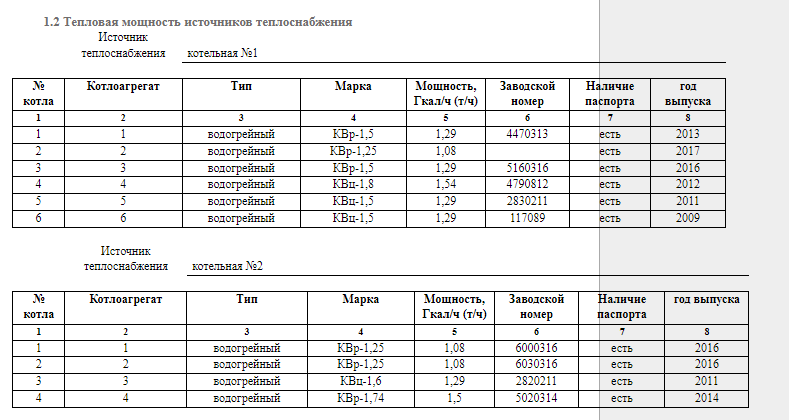 1.2 Тепловая мощность источников теплоснабжения
Источник
теплоснабжения котельная №1
№ Котлоагрегат Тип Марка Мощность, Заводской Наличие год
котла Гкал/ч (т/ч) номер паспорта выпуска
1 2 3 4 5 6 7 8
1 1 водогрейный КВр-1,5 1,29 4470313 есть 2013
2 2 водогрейный КВр-1,25 1,08 есть 2017
3 3 водогрейный КВр-1,5 1,29 5160316 есть 2016
4 4 водогрейный КВц-1,8 1,54 4790812 есть 2012
5 5 водогрейный КВц-1,5 1,29 2830211 есть 2011
6 6 водогрейный КВц-1,5 1,29 117089 есть 2009
Источник
теплоснабжения котельная №2
№ Котлоагрегат Тип Марка Мощность, Заводской Наличие год выпуска
котла Гкал/ч (т/ч) номер паспорта
1 2 3 4 5 6 7 8
1 1 водогрейный КВр-1,25 1,08 6000316 есть 2016
2 2 водогрейный КВр-1,25 1,08 6030316 есть 2016
3 3 водогрейный КВц-1,6 1,29 2820211 есть 2011
4 4 водогрейный КВр-1,74 1,5 5020314 есть 2014